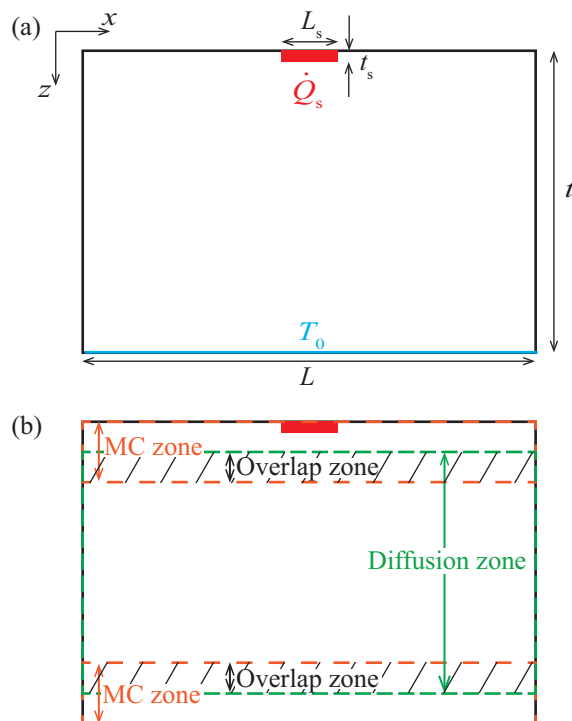 (a)
x
z
L_s
t_s
Q̇_s
t
T_0
L
(b)
MC zone
Overlap zone
Diffusion zone
Overlap zone
MC zone